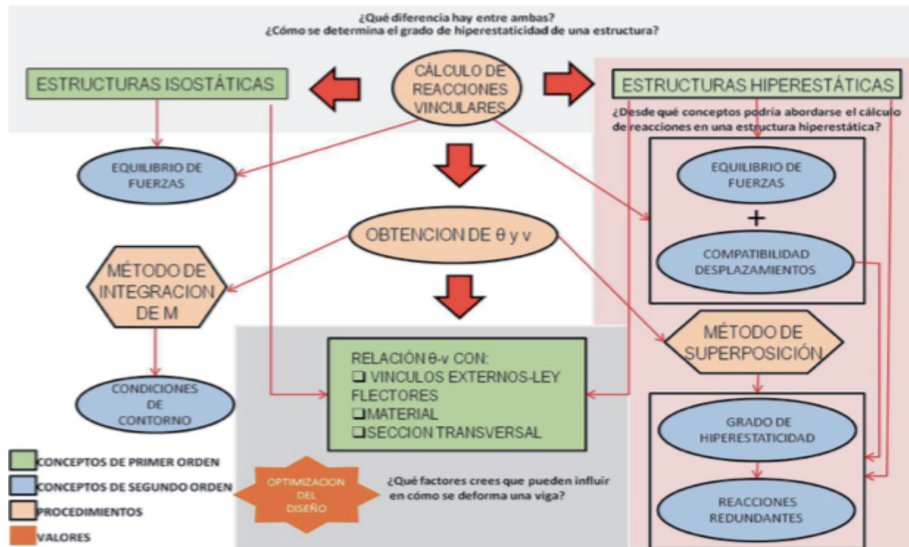 ¿Qué diferencia hay entre ambas?
¿Cómo se determina el grado de hiperestaticidad de una estructura?
ESTRUCTURAS ISOSTÁTICAS
CÁLCULO DE
REACCIONES
VINCULARES
ESTRUCTURAS HIPERESTÁTICAS
¿Desde qué conceptos podría abordarse el cálculo
de reacciones en una estructura hiperestática?
EQUILIBRIO DE
FUERZAS
EQUILIBRIO DE
FUERZAS
+
COMPATIBILIDAD
DESPLAZAMIENTOS
OBTENCION DE θ y v
MÉTODO DE
INTEGRACION
DE M
MÉTODO DE
SUPERPOSICIÓN
RELACIÓN θ-v CON:
❑ VINCULOS EXTERNOS-LEY
FLECTORES
❑MATERIAL
❑SECCION TRANSVERSAL
CONDICIONES
DE
CONTORNO
GRADO DE
HIPERESTATICIDAD
REACCIONES
REDUNDANTES
OPTIMIZACION
DEL
DISEÑO
¿Qué factores crees que pueden influir
en cómo se deforma una viga?
CONCEPTOS DE PRIMER ORDEN
CONCEPTOS DE SEGUNDO ORDEN
PROCEDIMIENTOS
VALORES